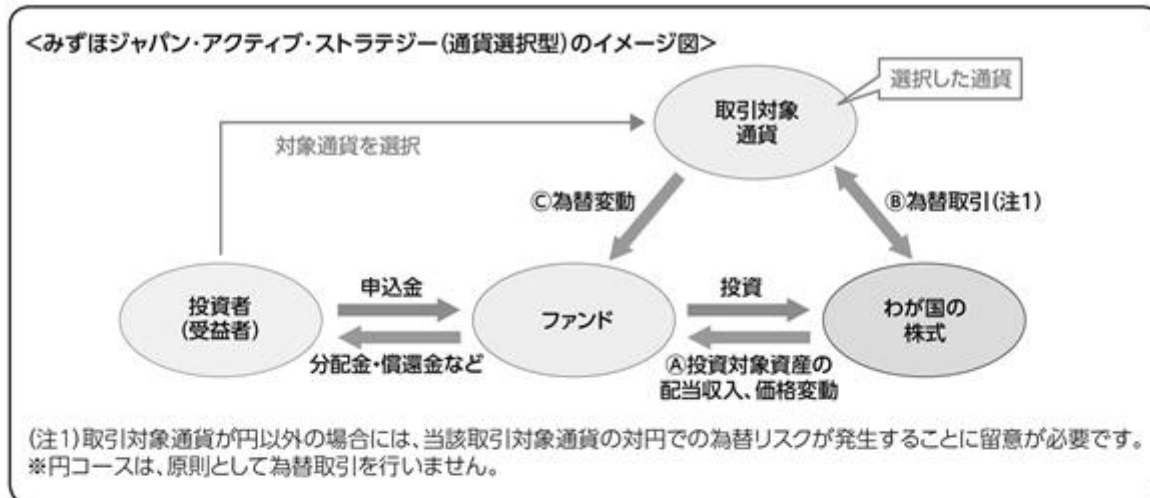 <みずほジャパン・アクティブ・ストラテジー(通貨選択型)のイメージ図>
選択した通貨
取引対象
通貨
対象通貨を選択
Ⓒ為替変動
Ⓑ為替取引(注1)
投資者
(受益者)
申込金
分配金・償還金など
ファンド
投資
Ⓐ投資対象資産の
配当収入、価格変動
わが国の
株式
(注1)取引対象通貨が円以外の場合には、当該取引対象通貨の対円での為替リスクが発生することに留意が必要です。
※円コースは、原則として為替取引を行いません。